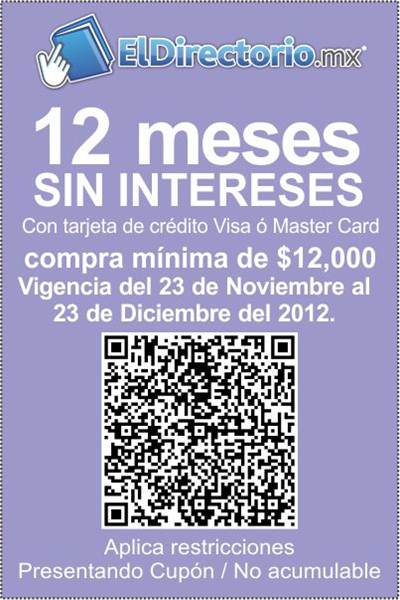 ElDirectorio.mx
12 meses
SIN INTERESES
Con tarjeta de crédito Visa ó Master Card
compra mínima de $12,000
Vigencia del 23 de Noviembre al
23 de Diciembre del 2012.
Aplica restricciones
Presentando Cupón / No acumulable